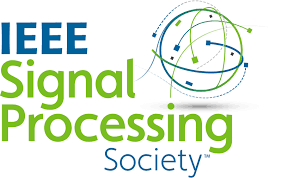 IEEE
Signal
Processing
Society™